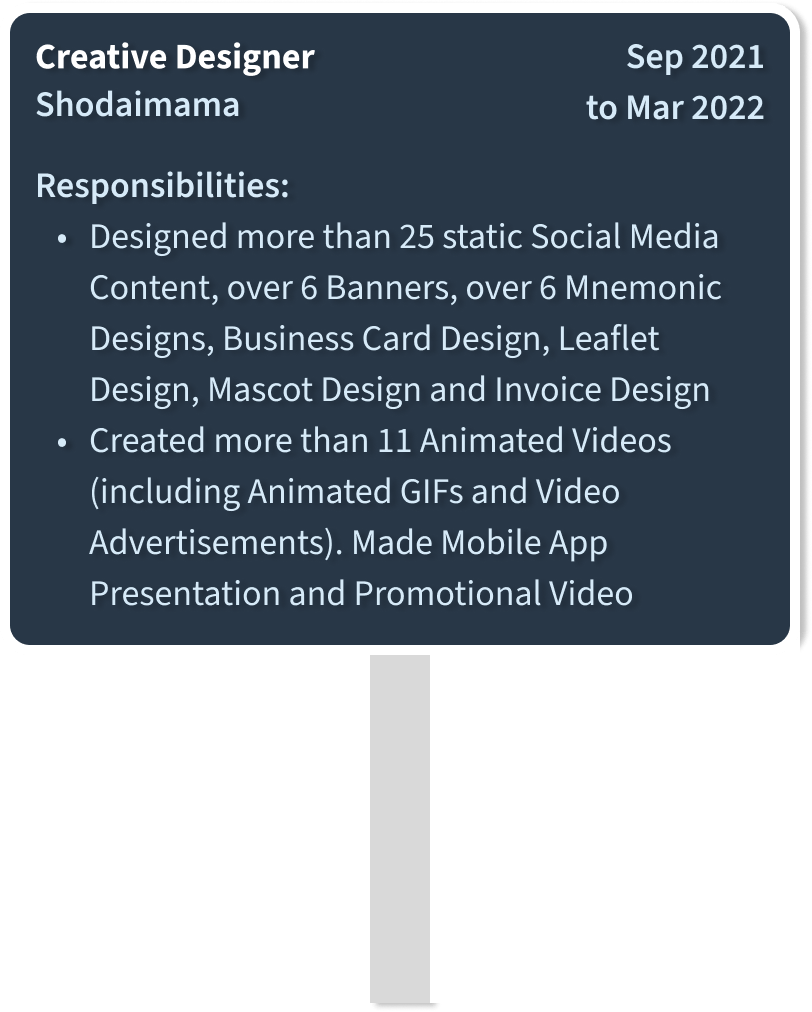 Creative Designer
Sep 2021
Shodaimama
to Mar 2022
Responsibilities:
• Designed more than 25 static Social Media
Content, over 6 Banners, over 6 Mnemonic
Designs, Business Card Design, Leaflet
Design, Mascot Design and Invoice Design
• Created more than 11 Animated Videos
(including Animated GIFs and Video
Advertisements). Made Mobile App
Presentation and Promotional Video